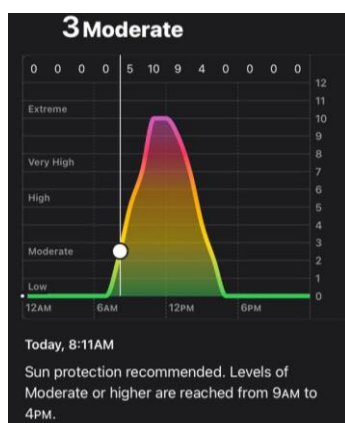 3 Moderate
0 0 0 0 5 10 9 4 0 0 0 0
12
11
Extreme
10
9
8
Very High
7
6
High
5
4
3
Moderate
2
1
Low
0
12AM 6AM 12PM 6PM
Today, 8:11AM
Sun protection recommended. Levels of
Moderate or higher are reached from 9AM to
4PM.